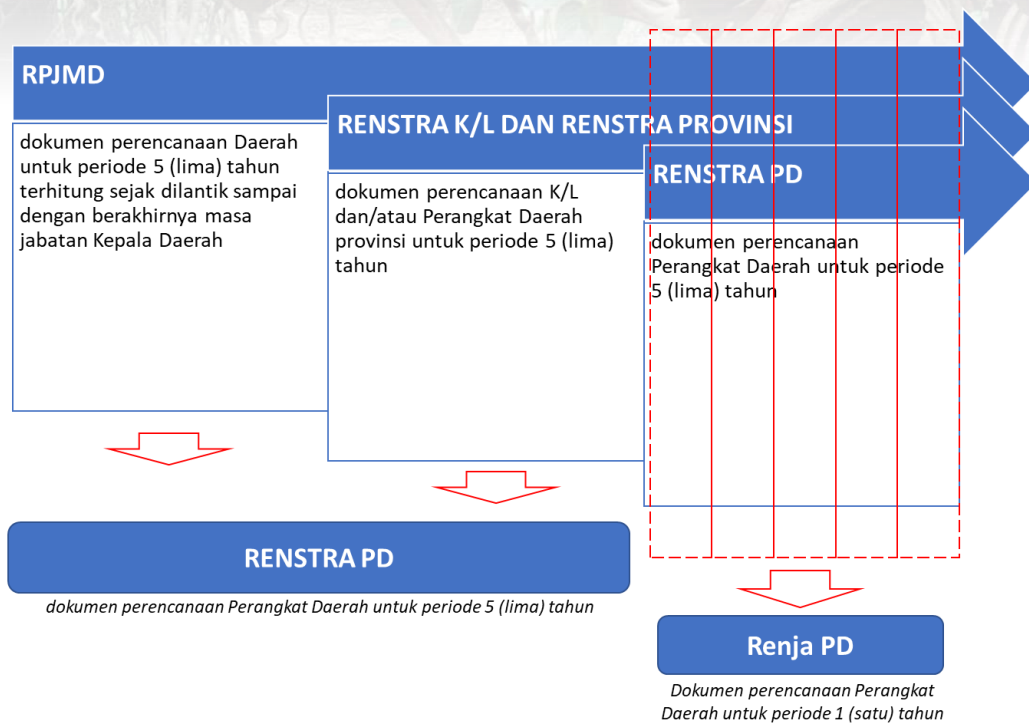 RPJMD
dokumen perencanaan Daerah
untuk periode 5 (lima) tahun
terhitung sejak dilantik sampai
dengan berakhirnya masa
jabatan Kepala Daerah
RENSTRA K/L DAN RENSTRA PROVINSI
dokumen perencanaan K/L
dan/atau Perangkat Daerah
provinsi untuk periode 5 (lima)
tahun
RENSTRA PD
dokumen perencanaan
Perangkat Daerah untuk periode
5 (lima) tahun
RENSTRA PD
dokumen perencanaan Perangkat Daerah untuk periode 5 (lima) tahun
Renja PD
Dokumen perencanaan Perangkat
Daerah untuk periode 1 (satu) tahun